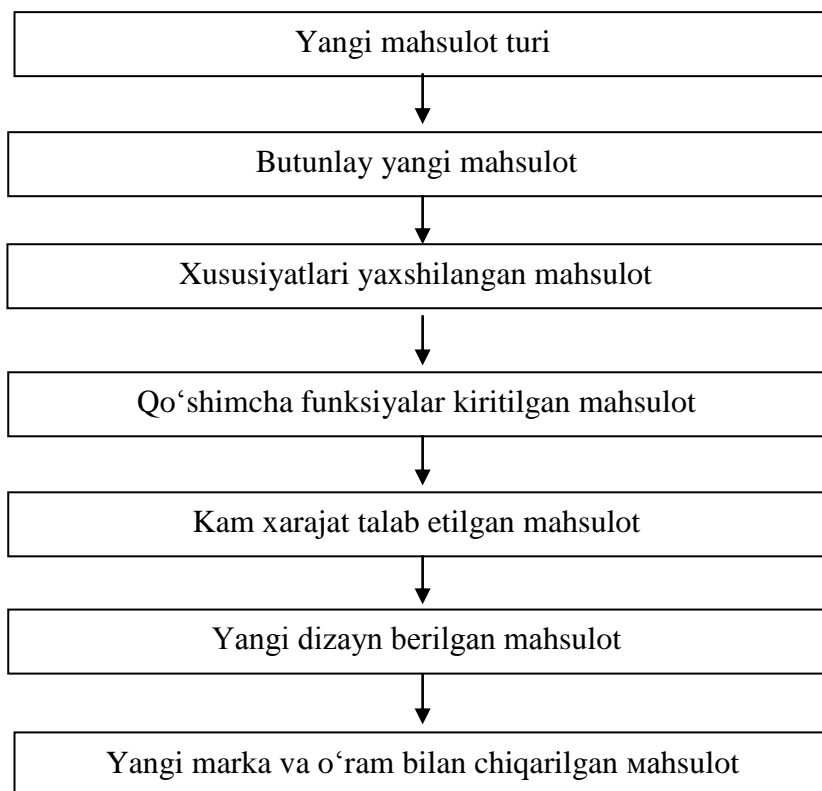 Yangi mahsulot turi
Butunlay yangi mahsulot
Xususiyatlari yaxshilangan mahsulot
Qo‘shimcha funksiyalar kiritilgan mahsulot
Kam xarajat talab etilgan mahsulot
Yangi dizayn berilgan mahsulot
Yangi marka va o‘ram bilan chiqarilgan мahsulot